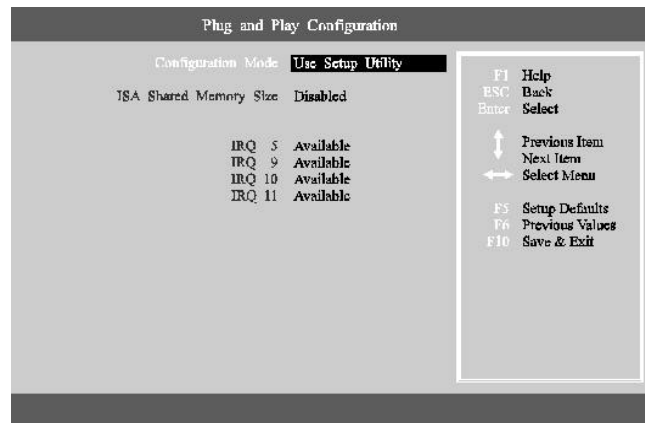 Plug and Play Configuration
Configuration Mode Use Setup Utility
ISA Shared Memory Size Disabled
IRQ 5 Available
IRQ 9 Available
IRQ 10 Available
IRQ 11 Available
F1 Help
ESC Back
Enter Select
Previous Item
Next Item
Select Menu
F5 Setup Defaults
F6 Previous Values
F10 Save & Exit